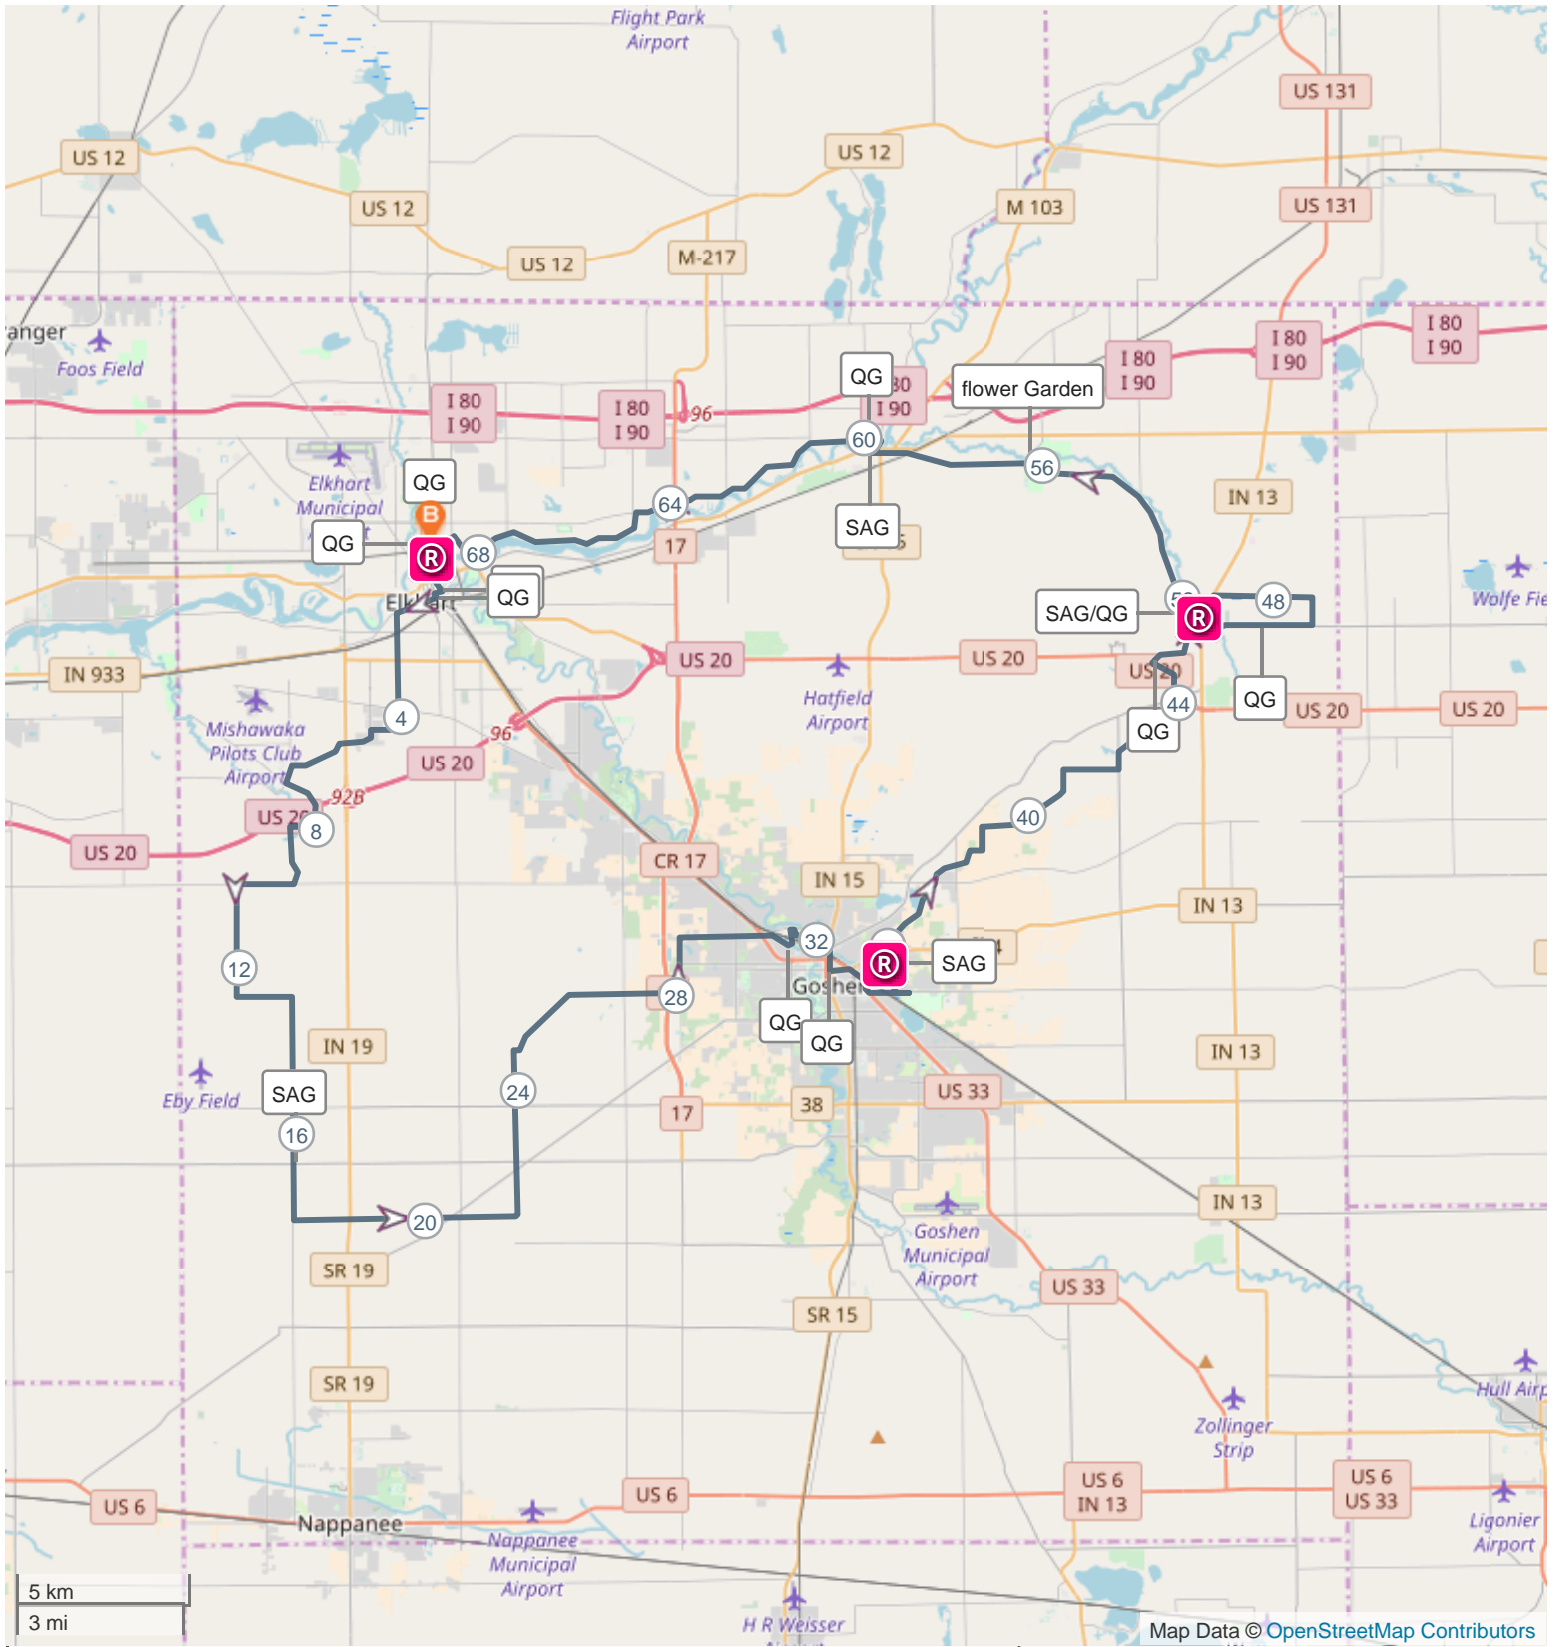 Flight Park
Airport
US 131
US 12
US 12
US 131
M 103
US 12
M-217
US 12
anger
Foos Field
I 80
I 90
I 80
I 90
I 80
I 90
QG
80
I 90
flower Garden
I 80
I 90
I 80
I 90
96
60
56
Elkhart
Municipal
QG
B
64
IN 13
SAG
QG
®
68
17
Wolfe Fie
QG
48
SAG/QG
®
IN 933
US 20
US 20
US 20
Hatfield
Airport
QG
44
US 20
US 20
QG
4
Mishawaka
Pilots Club
Airport
96
US 20
92B
US 20
8
40
US 20
CR 17
IN 15
IN 13
32
12
®
SAG
28
QG
QG
IN 19
IN 13
Eby Field
SAG
24
US 33
38
17
16
IN 13
20
Goshen
Municipal
Airport
SR 19
US 33
SR 15
SR 19
Hull Airp
Zollinger
Strip
US 6
US 6
US 6
IN 13
US 6
US 33
Nappanee
Nappanee
Municipal
Airport
Ligonier
Airport
5 km
3 mi
H R Weisser
Map Data © OpenStreetMap Contributors